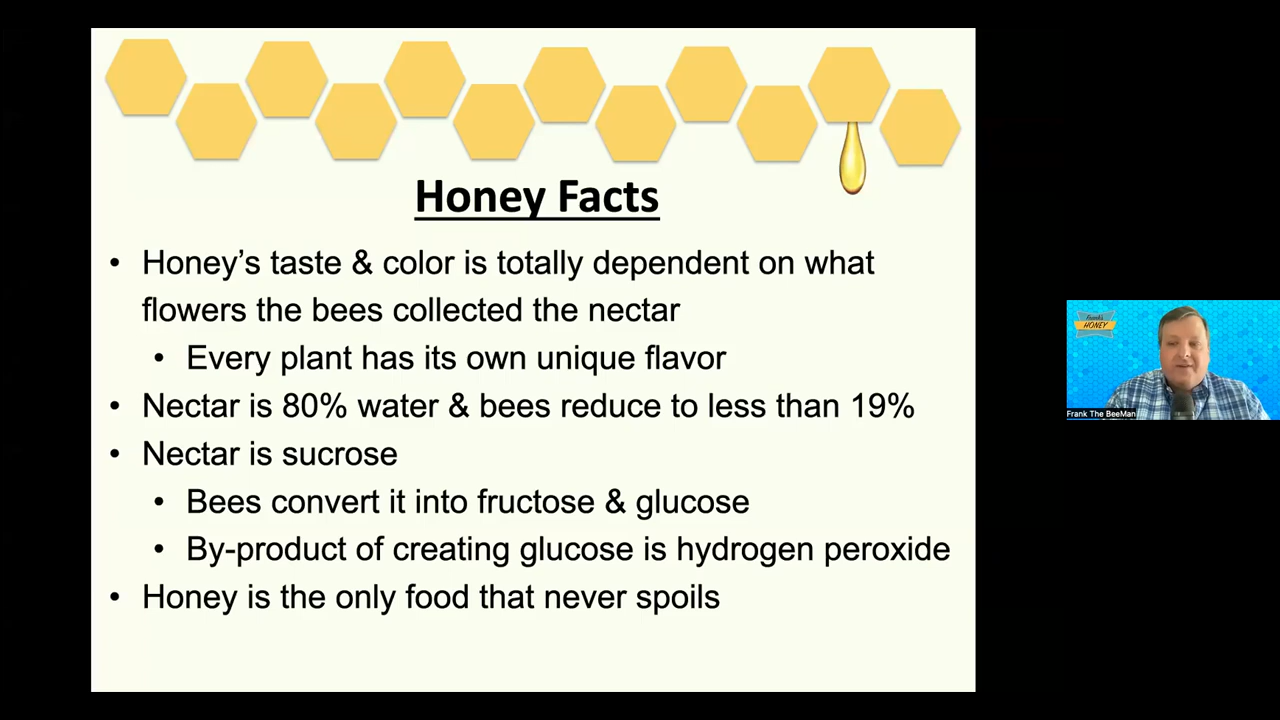 Honey Facts
• Honey’s taste & color is totally dependent on what
flowers the bees collected the nectar
• Every plant has its own unique flavor
• Nectar is 80% water & bees reduce to less than 19%
• Nectar is sucrose
• Bees convert it into fructose & glucose
• By-product of creating glucose is hydrogen peroxide
• Honey is the only food that never spoils
Frank's
HONEY
Frank The BeeMan